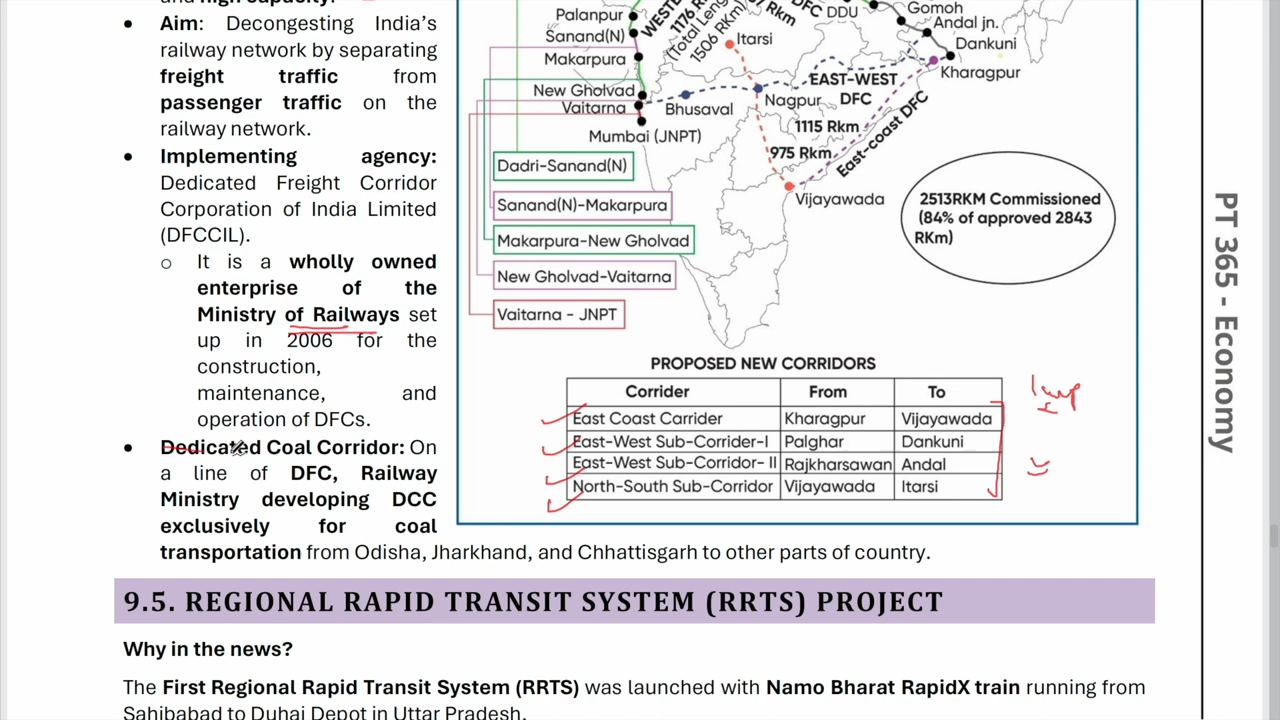 and high capacity.
• Aim: Decongesting India's
railway network by separating
freight traffic from
passenger traffic on the
railway network.
• Implementing agency:
Dedicated Freight Corridor
Corporation of India Limited
(DFCCIL).
o It is a wholly owned
enterprise of the
Ministry of Railways set
up in 2006 for the
construction,
maintenance, and
operation of DFCs.
• Dedicated Coal Corridor: On
a line of DFC, Railway
Ministry developing DCC
exclusively for coal
transportation from Odisha, Jharkhand, and Chhattisgarh to other parts of country.
Palanpur
Sanand(N)
Makarpura
New Gholvad
Vaitarna
Mumbai (JNPT)
1176 R
(Total Leng
1506 RKm)
7 Rkm
DFC
DDU
Gomoh
Andal jn.
Dankuni
Kharagpur
Itarsi
Bhusaval
Nagpur
EAST-WEST
DFC
1115 Rkm
975 Rkm
East-coast DFC
Vijayawada
Dadri-Sanand(N)
Sanand(N)-Makarpura
Makarpura-New Gholvad
New Gholvad-Vaitarna
Vaitarna - JNPT
2513RKM Commissioned
(84% of approved 2843
RKm)
PROPOSED NEW CORRIDORS
Corrider From To
East Coast Carrider Kharagpur Vijayawada
East-West Sub-Corrider-I Palghar Dankuni
East-West Sub-Corridor- II Rajkharsawan Andal
North-South Sub-Corridor Vijayawada Itarsi
Imp
PT 365 - Economy
9.5. REGIONAL RAPID TRANSIT SYSTEM (RRTS) PROJECT
Why in the news?
The First Regional Rapid Transit System (RRTS) was launched with Namo Bharat RapidX train running from
Sahibabad to Duhai Depot in Uttar Pradesh.